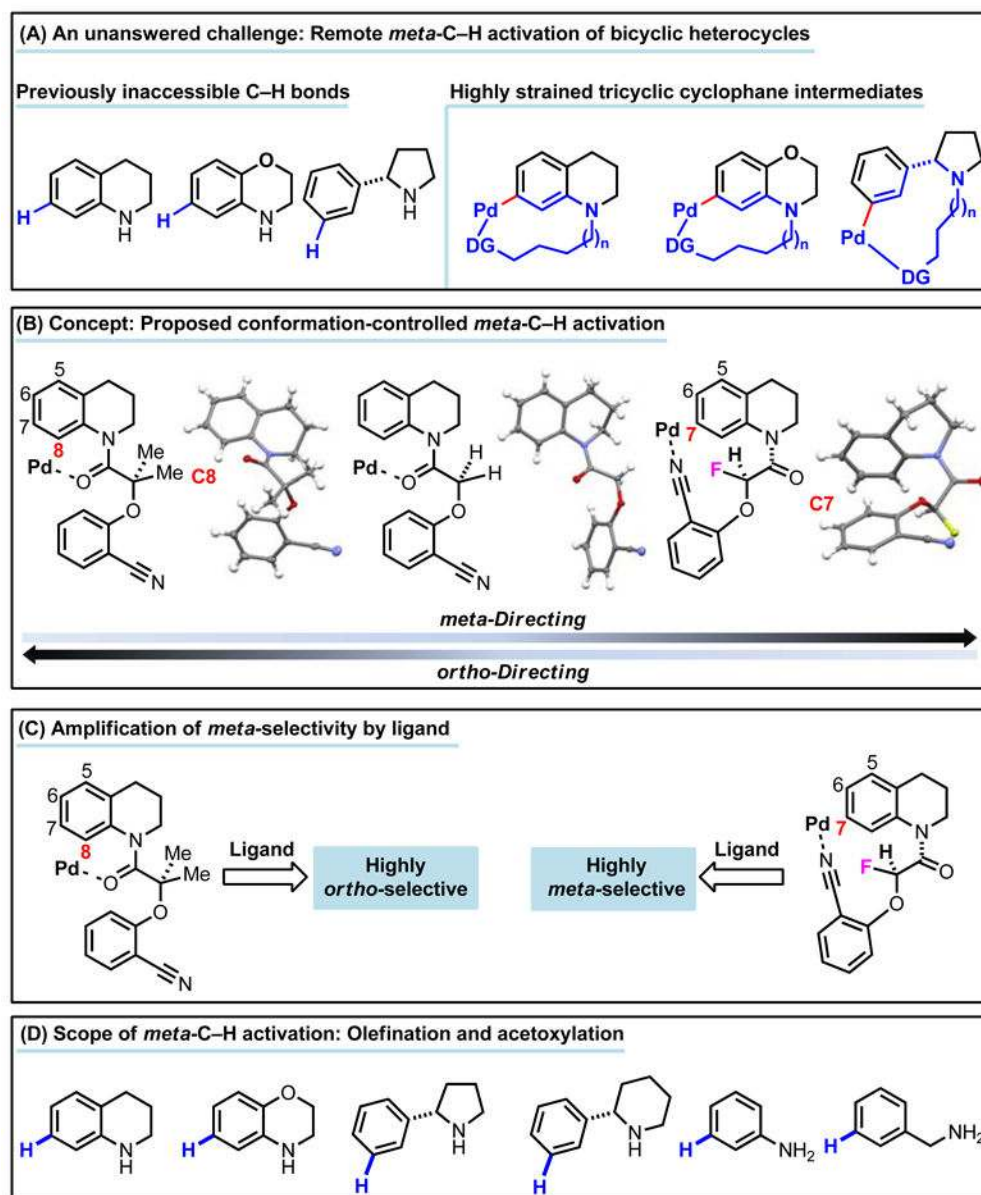 (A) An unanswered challenge: Remote meta-C–H activation of bicyclic heterocycles
Previously inaccessible C–H bonds
Highly strained tricyclic cyclophane intermediates
H
N
H
H
O
N
H
H
NH
Pd
N
DG
( )n
Pd
O
N
DG
( )n
Pd
N
DG
( )n
(B) Concept: Proposed conformation-controlled meta-C–H activation
5
6
7
8
N
Pd
O
Me
Me
O
N
C8
N
H
Pd
O
H
O
N
5
6
Pd
7
N
N
H
F
O
O
C7
meta-Directing
ortho-Directing
(C) Amplification of meta-selectivity by ligand
5
6
7
8
N
Pd
O
Me
Me
O
N
Ligand
Highly
ortho-selective
Highly
meta-selective
Ligand
5
6
Pd
7
N
N
H
F
O
O
(D) Scope of meta-C–H activation: Olefination and acetoxylation
H
N
H
H
O
N
H
H
NH
H
NH
H
NH2
H
NH2